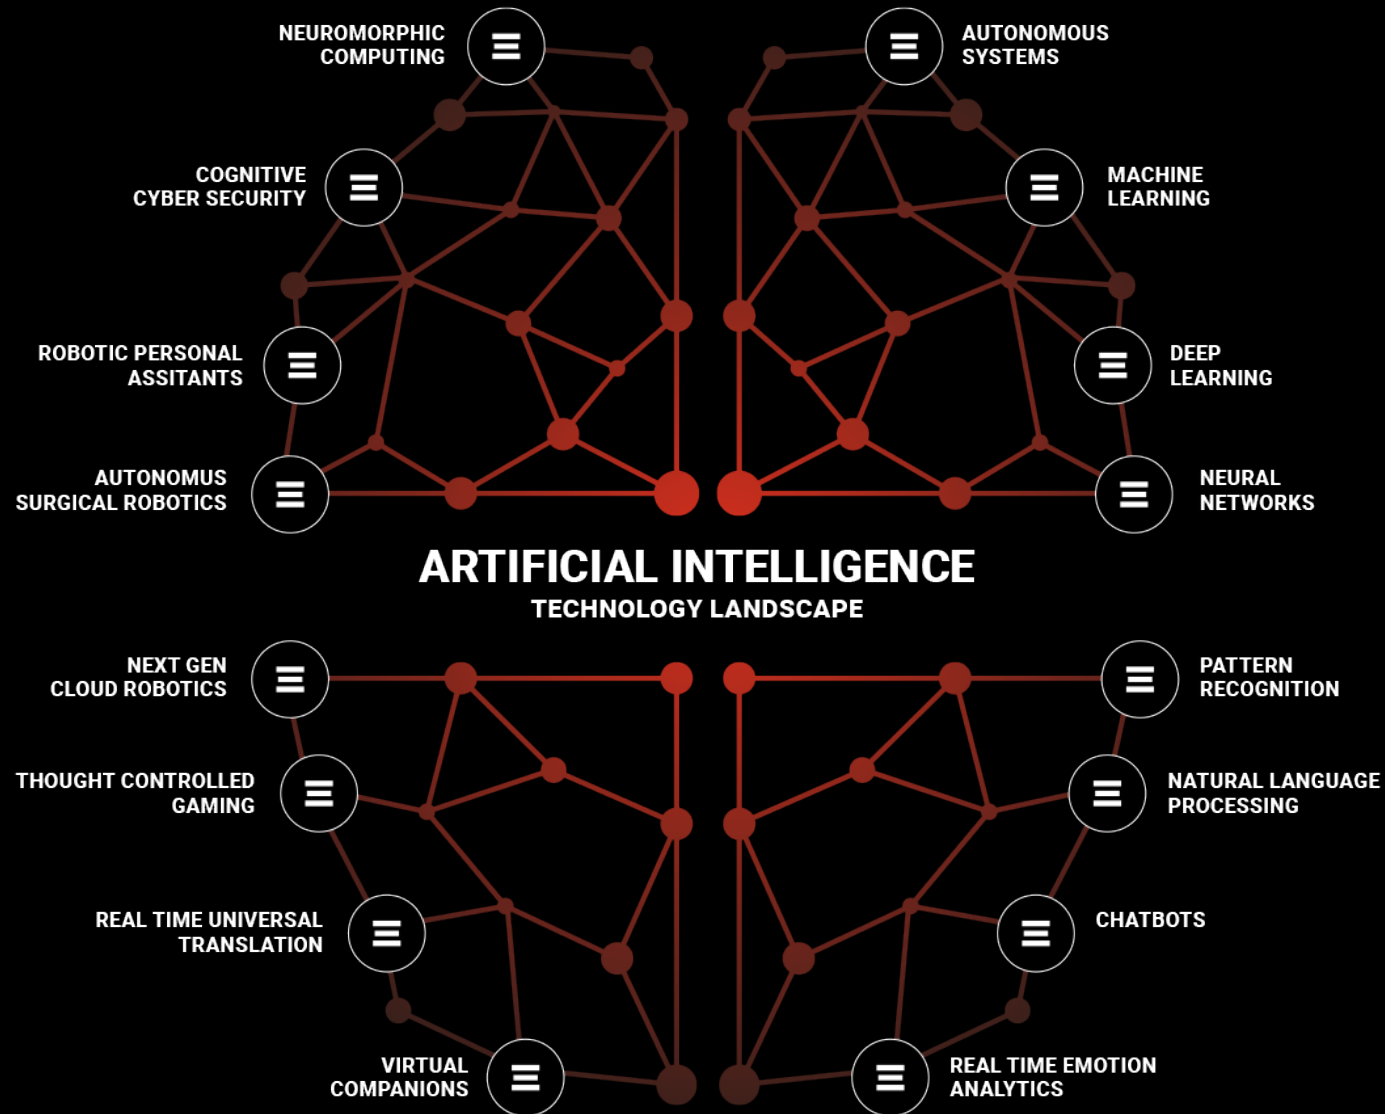 NEUROMORPHIC
COMPUTING
AUTONOMOUS
SYSTEMS
COGNITIVE
CYBER SECURITY
MACHINE
LEARNING
ROBOTIC PERSONAL
ASSITANTS
DEEP
LEARNING
AUTONOMUS
SURGICAL ROBOTICS
NEURAL
NETWORKS
ARTIFICIAL INTELLIGENCE
TECHNOLOGY LANDSCAPE
NEXT GEN
CLOUD ROBOTICS
PATTERN
RECOGNITION
THOUGHT CONTROLLED
GAMING
NATURAL LANGUAGE
PROCESSING
REAL TIME UNIVERSAL
TRANSLATION
CHATBOTS
VIRTUAL
COMPANIONS
REAL TIME EMOTION
ANALYTICS